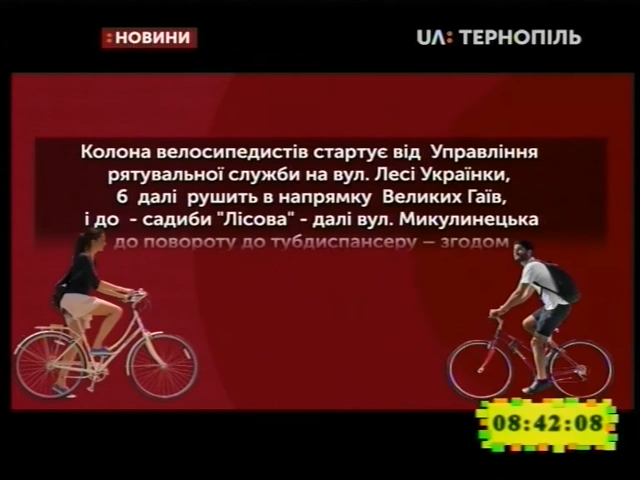 :НОВИНИ
UA: ТЕРНОПІЛЬ
Колона велосипедистів стартує від Управління
рятувальної служби на вул. Лесі Українки,
6 далі рушить в напрямку Великих Гаїв,
і до - садиби "Лісова" - далі вул. Микулинецька
до повороту до тубдиспансеру – згодом
08:42:08